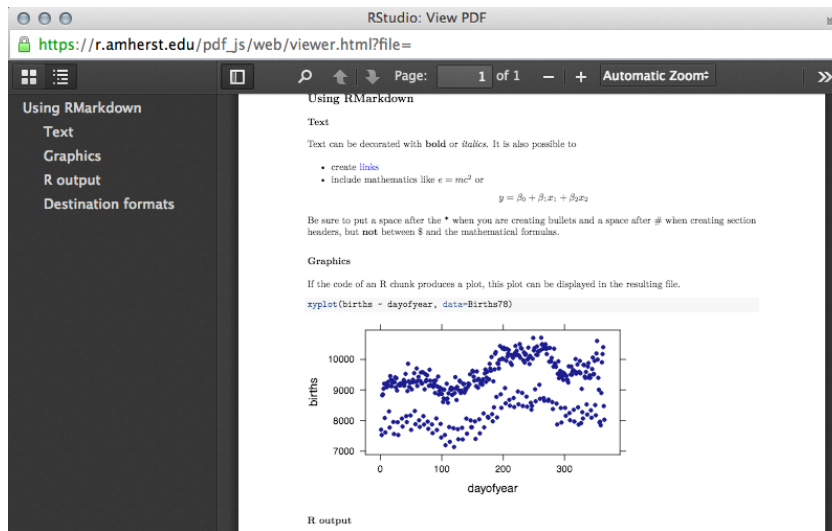 RStudio: View PDF
https://r.amherst.edu/pdf_js/web/viewer.html?file=
Page: 1 of 1 − + Automatic Zoom
Using RMarkdown
Text
Graphics
R output
Destination formats
Using RMarkdown
Text
Text can be decorated with bold or italics. It is also possible to
• create links
• include mathematics like e = mc² or
y = β₀ + β₁x₁ + β₂x₂
Be sure to put a space after the * when you are creating bullets and a space after # when creating section
headers, but not between $ and the mathematical formulas.
Graphics
If the code of an R chunk produces a plot, this plot can be displayed in the resulting file.
xyplot(births ~ dayofyear, data=Births78)
10000
9000
8000
7000
births
0 100 200 300
dayofyear
R output